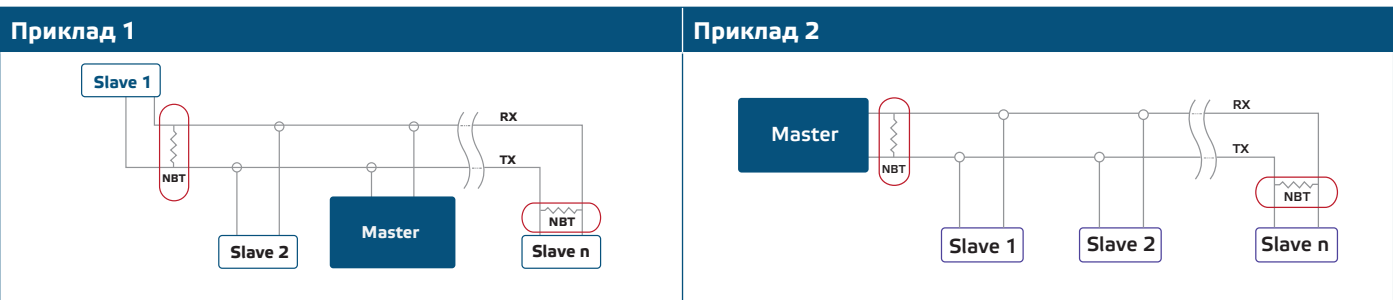 Приклад 1
Slave 1
RX
TX
NBT
NBT
Slave 2
Master
Slave n
Приклад 2
RX
Master
TX
NBT
NBT
Slave 1
Slave 2
Slave n